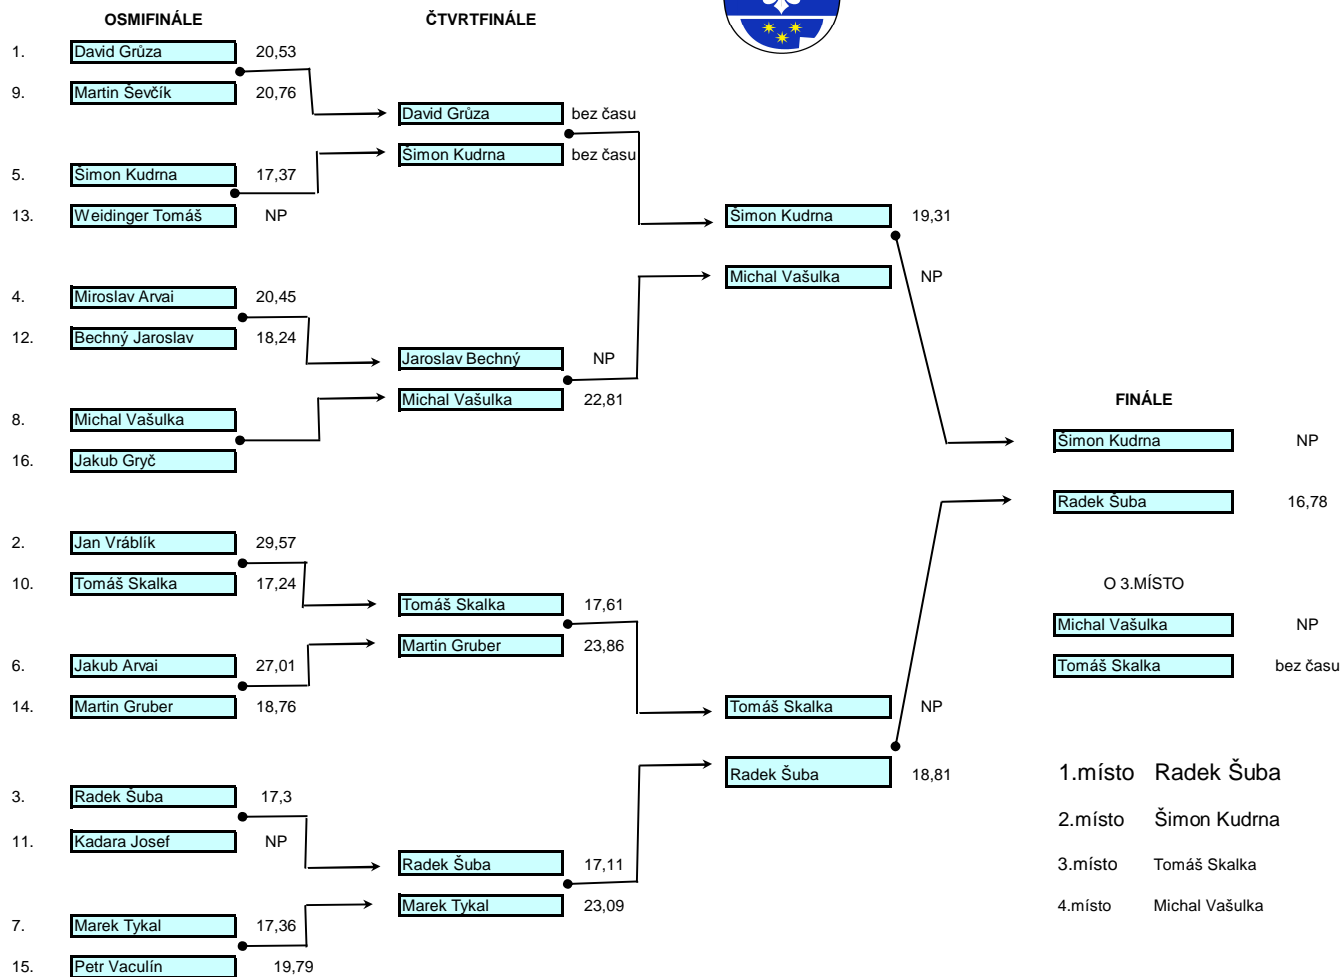 OSMIFINÁLE
ČTVRTFINÁLE
1. David Grůza 20,53
9. Martin Ševčík 20,76
David Grůza bez času
Šimon Kudrna bez času
5. Šimon Kudrna 17,37
13. Weidinger Tomáš NP
Šimon Kudrna 19,31
Michal Vašulka NP
4. Miroslav Arvai 20,45
12. Bechný Jaroslav 18,24
Jaroslav Bechný NP
Michal Vašulka 22,81
8. Michal Vašulka
16. Jakub Gryč
FINÁLE
Šimon Kudrna NP
Radek Šuba 16,78
2. Jan Vráblík 29,57
10. Tomáš Skalka 17,24
O 3.MÍSTO
Tomáš Skalka 17,61
Martin Gruber 23,86
Michal Vašulka NP
Tomáš Skalka bez času
6. Jakub Arvai 27,01
14. Martin Gruber 18,76
Tomáš Skalka NP
Radek Šuba 18,81
3. Radek Šuba 17,3
11. Kadara Josef NP
Radek Šuba 17,11
Marek Tykal 23,09
7. Marek Tykal 17,36
15. Petr Vaculín 19,79
1.místo Radek Šuba
2.místo Šimon Kudrna
3.místo Tomáš Skalka
4.místo Michal Vašulka